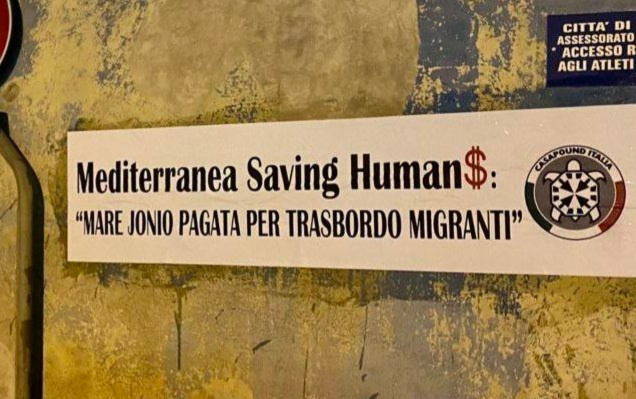 CITTA' DI
ASSESSORATO
* ACCESSO R
AGLI ATLETI
Mediterranea Saving Human$:
"MARE JONIO PAGATA PER TRASBORDO MIGRANTI"
CASAPOUND ITALIA